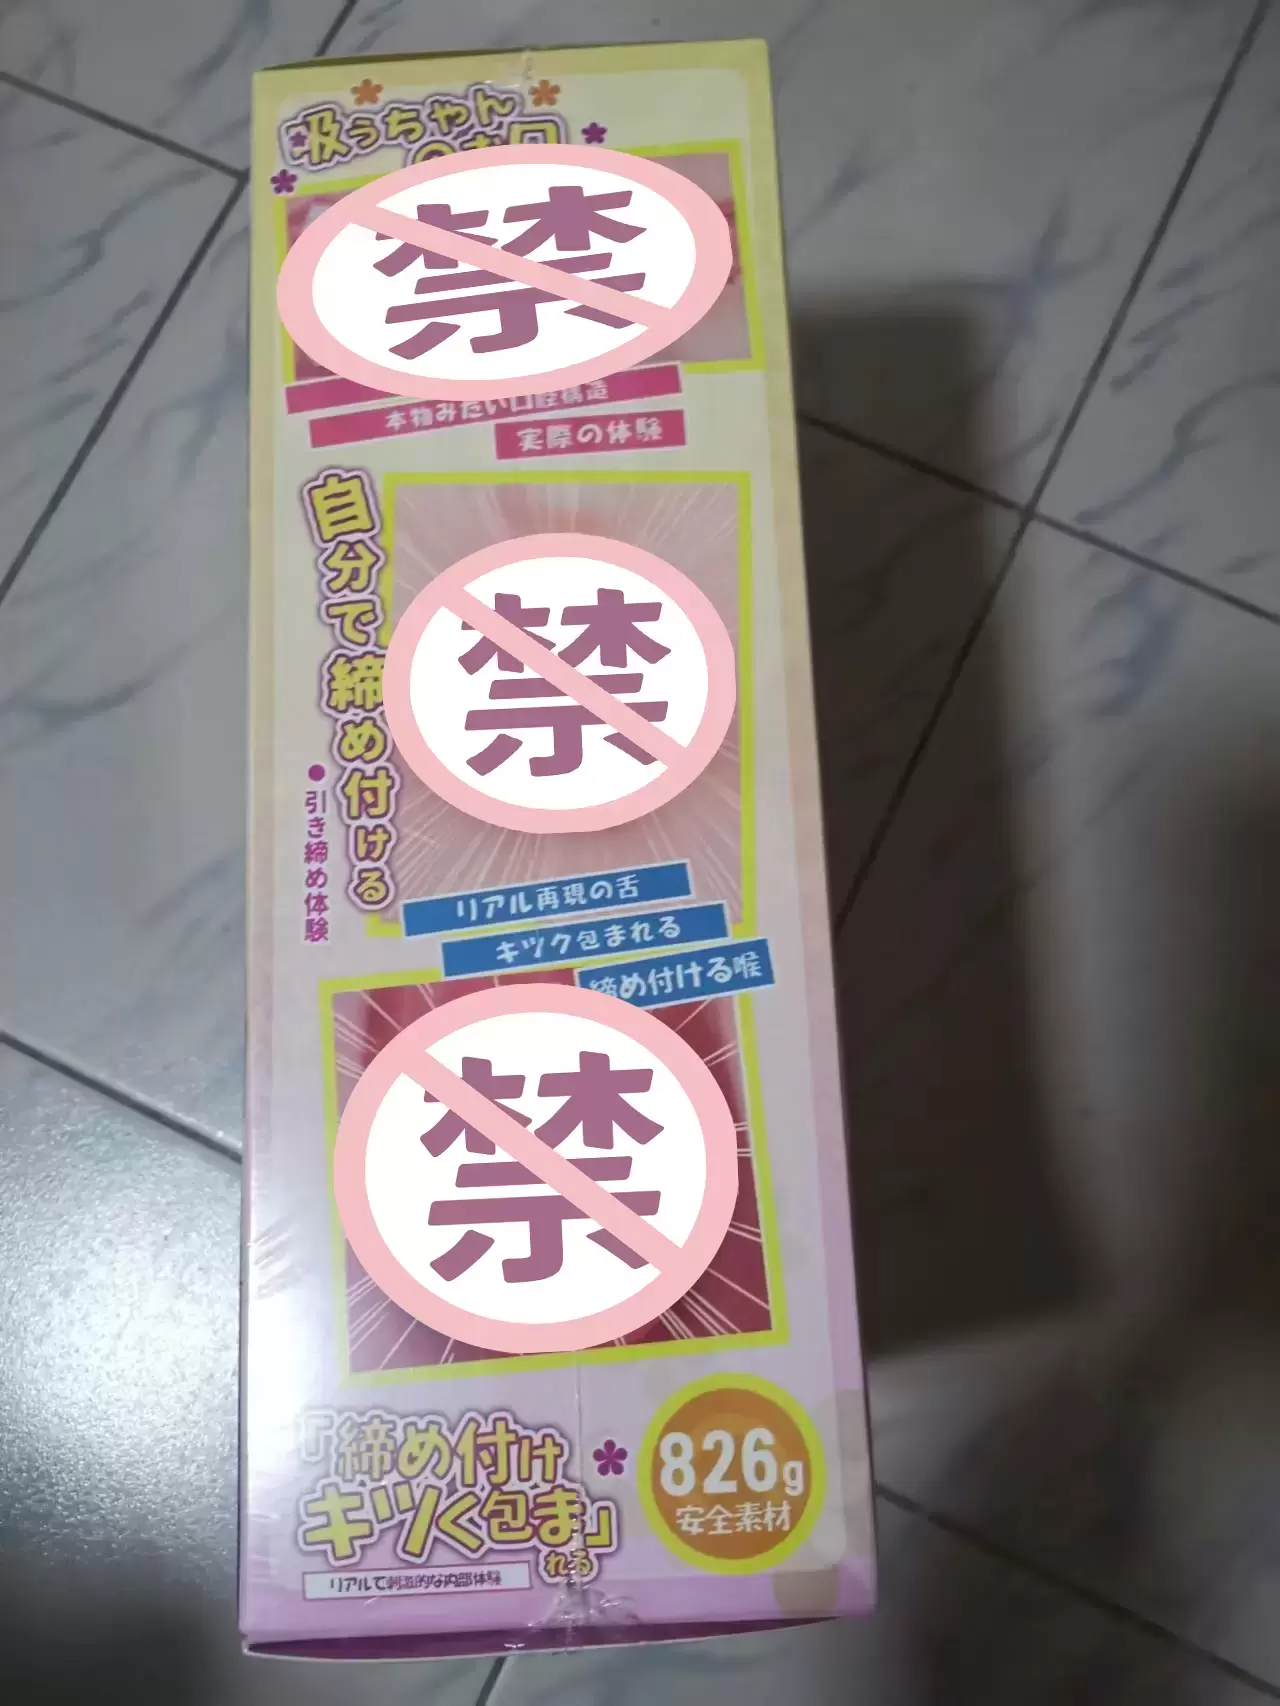 吸うちゃん
のお口
禁
本物みたい口腔構造
実際の体験
自分で締め付ける
●引き締め体験
禁
リアル再現の舌
キツク包まれる
締め付ける喉
禁
「締め付け
キツく包ま」
れる
リアルで刺激的な内部体験
826g
安全素材